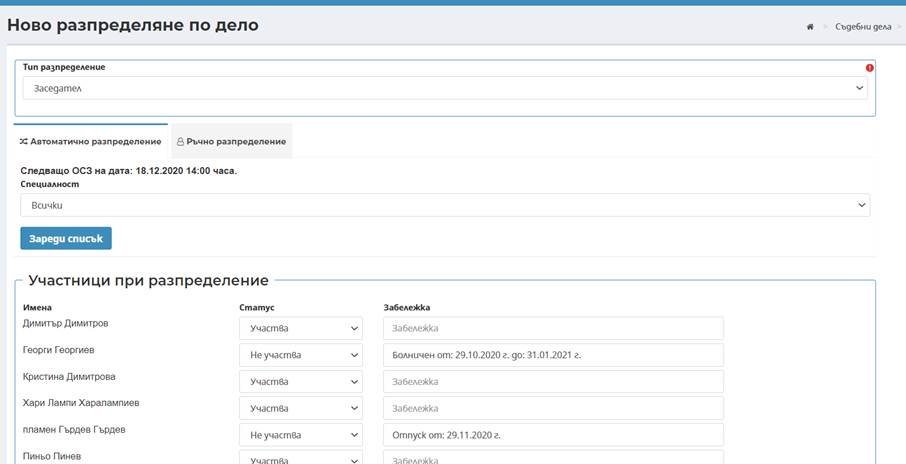 Ново разпределяне по дело
Съдебни дела >
Тип разпределение
Заседател
Автоматично разпределение Ръчно разпределение
Следващо ОСЗ на дата: 18.12.2020 14:00 часа.
Специалност
Всички
Зареди списък
Участници при разпределение
Имена Статус Забележка
Димитър Димитров Участва Забележка
Георги Георгиев Не участва Болничен от: 29.10.2020 г. до: 31.01.2021 г.
Кристина Димитрова Участва Забележка
Хари Лампи Харалампиев Участва Забележка
пламен Гърдев Гърдев Не участва Отпуск от: 29.11.2020 г.
Пиньо Пинев Участва Забележка